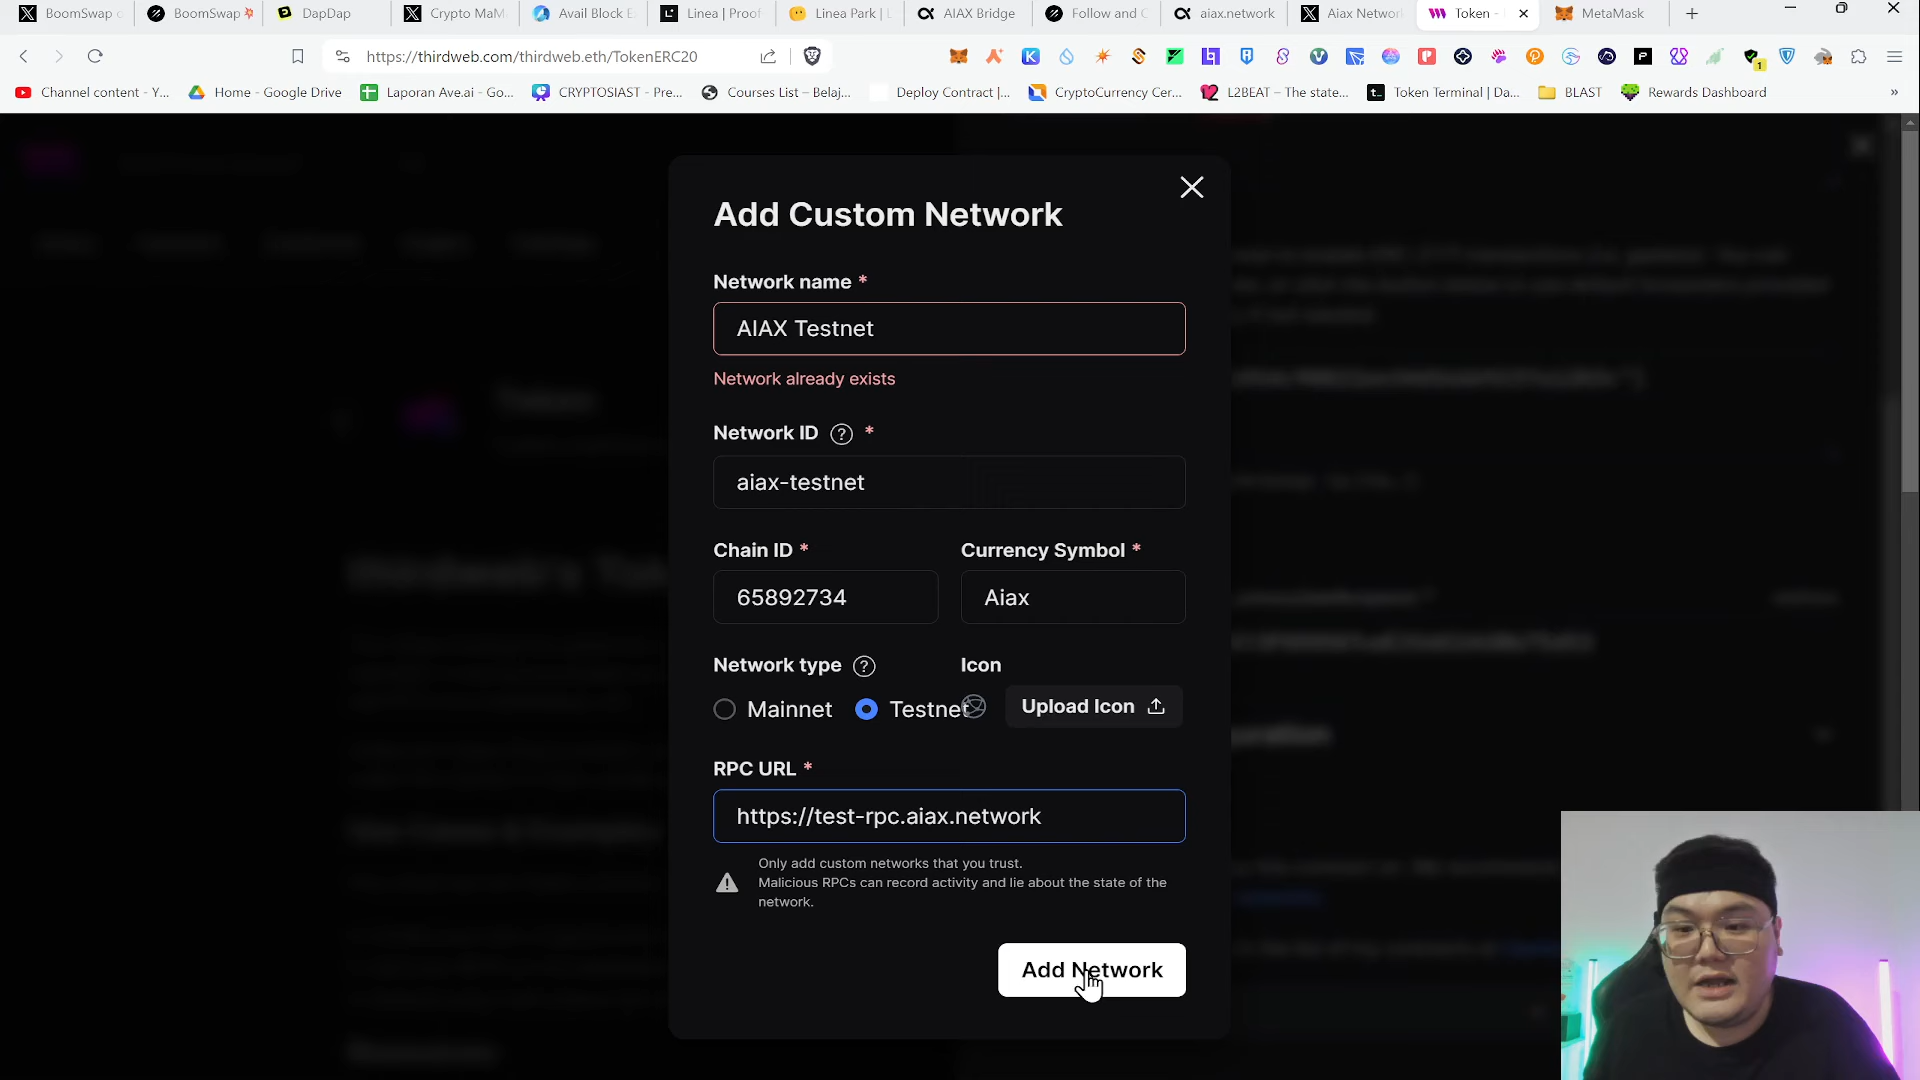 BoomSwap
BoomSwap
DapDap
Crypto
Avail Block
Linea | Proof
Linea Park |
AIAX Bridge
Follow and
aiax.network
Aiax Networ
Token -
MetaMask
https://thirdweb.com/thirdweb.eth/TokenERC20
1
Channel content - Y...
Home - Google Drive
Laporan Ave.ai - Go...
CRYPTOSIAST - Pre...
Courses List – Belaj...
Deploy Contract |...
CryptoCurrency Cer...
L2BEAT – The state...
Token Terminal | Da...
BLAST
Rewards Dashboard
»
Add Custom Network
Network name *
AIAX Testnet
Network already exists
Network ID ? *
aiax-testnet
Chain ID *
Currency Symbol *
65892734
Aiax
Network type ?
Icon
Mainnet
Testnet
Upload Icon
RPC URL *
https://test-rpc.aiax.network
Only add custom networks that you trust.
Malicious RPCs can record activity and lie about the state of the
network.
Add Network